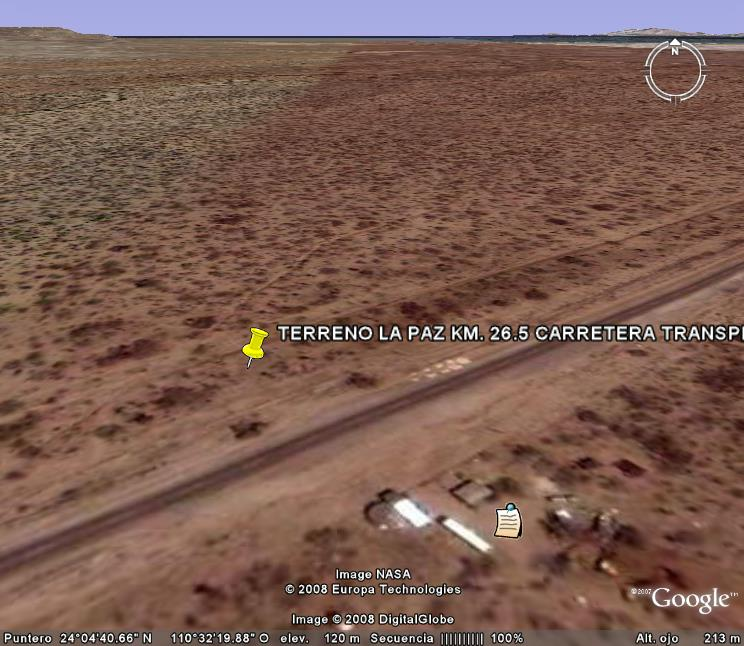 N
TERRENO LA PAZ KM. 26.5 CARRETERA TRANSP
Image NASA
© 2008 Europa Technologies
©2007 Google™
Image © 2008 DigitalGlobe
Puntero 24°04'40.66" N 110°32'19.88" O elev. 120 m Secuencia |||||||||| 100% Alt. ojo 213 m